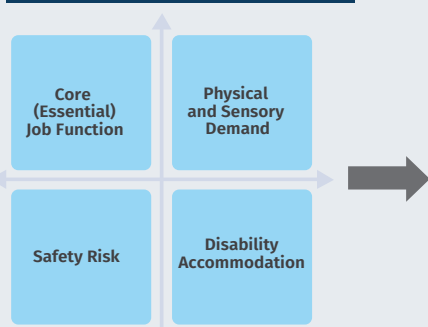 Core
(Essential)
Job Function
Physical
and Sensory
Demand
Safety Risk
Disability
Accommodation